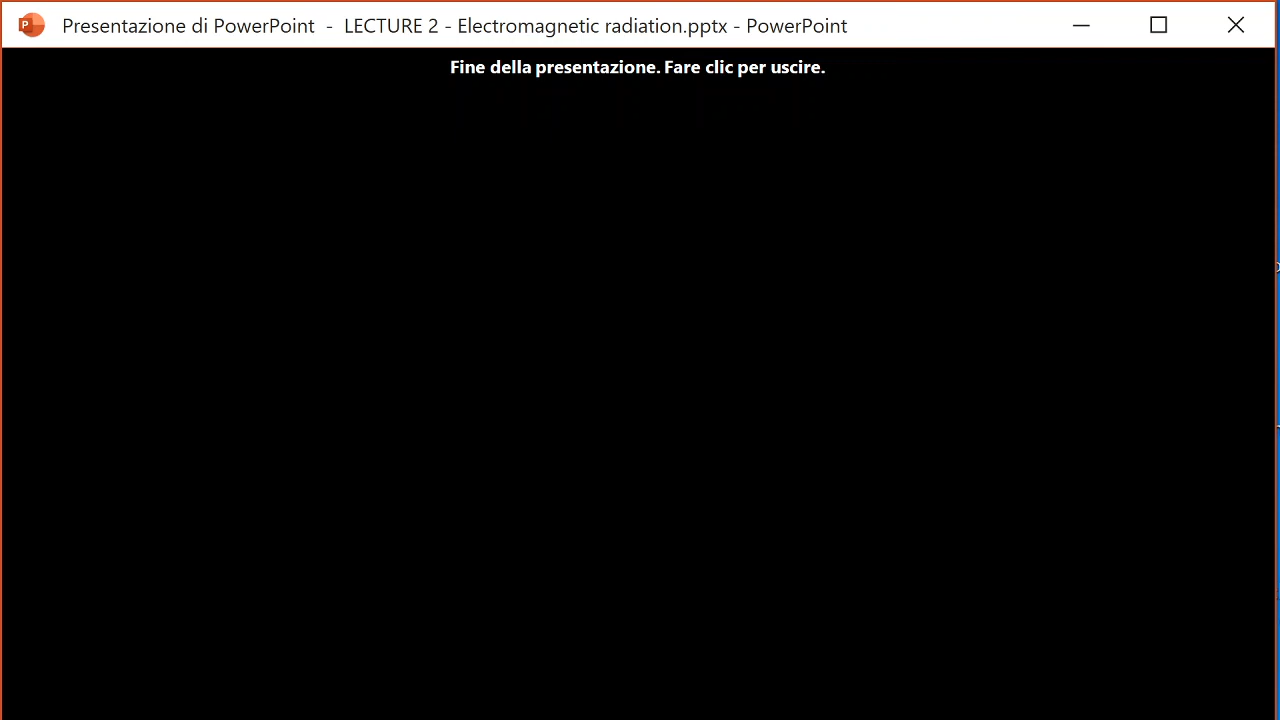 Presentazione di PowerPoint - LECTURE 2 - Electromagnetic radiation.pptx - PowerPoint
Fine della presentazione. Fare clic per uscire.